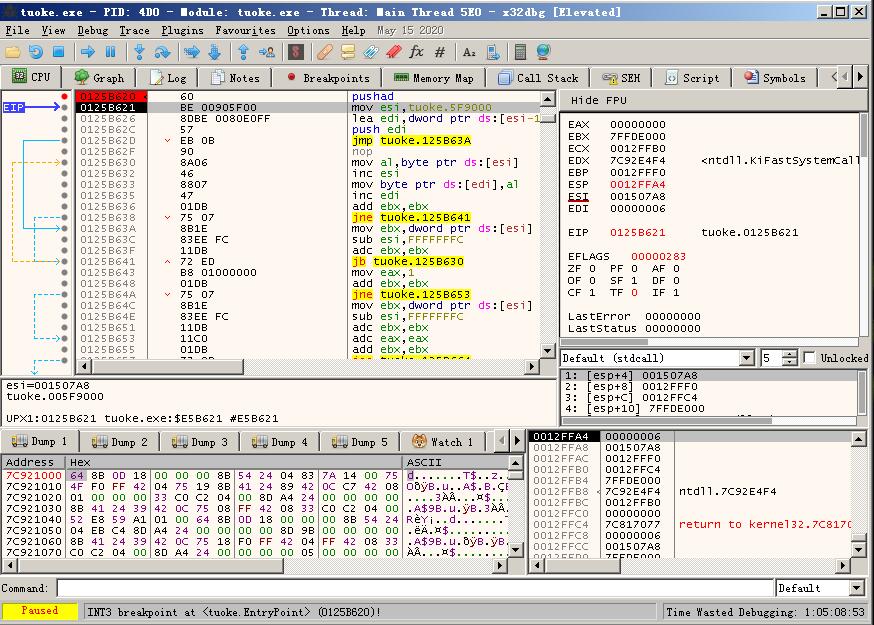 tuoke.exe - PID: 4D0 - Module: tuoke.exe - Thread: Main Thread 5E0 - x32dbg [Elevated]
File View Debug Trace Plugins Favourites Options Help May 15 2020
CPU Graph Log Notes Breakpoints Memory Map Call Stack SEH Script Symbols
0125B620 60 pushad
EIP 0125B621 BE 00905F00 mov esi,tuoke.5F9000
0125B626 8DBE 0080E0FF lea edi,dword ptr ds:[esi-1
0125B62C 57 push edi
0125B62D EB 0B jmp tuoke.125B63A
0125B62F 90 nop
0125B630 8A06 mov al,byte ptr ds:[esi]
0125B632 46 inc esi
0125B633 8807 mov byte ptr ds:[edi],al
0125B635 47 inc edi
0125B636 01DB add ebx,ebx
0125B638 75 07 jne tuoke.125B641
0125B63A 8B1E mov ebx,dword ptr ds:[esi]
0125B63C 83EE FC sub esi,FFFFFFFC
0125B63F 11DB adc ebx,ebx
0125B641 72 ED jb tuoke.125B630
0125B643 B8 01000000 mov eax,1
0125B648 01DB add ebx,ebx
0125B64A 75 07 jne tuoke.125B653
0125B64C 8B1E mov ebx,dword ptr ds:[esi]
0125B64E 83EE FC sub esi,FFFFFFFC
0125B651 11DB adc ebx,ebx
0125B653 11C0 adc eax,eax
0125B655 01DB add ebx,ebx
Hide FPU
EAX 00000000
EBX 7FFDE000
ECX 0012FFB0
EDX 7C92E4F4 <ntdll.KiFastSystemCall
EBP 0012FFF0
ESP 0012FFA4
ESI 001507A8
EDI 00000006
EIP 0125B621 tuoke.0125B621
EFLAGS 00000283
ZF 0 PF 0 AF 0
OF 0 SF 1 DF 0
CF 1 TF 0 IF 1
LastError 00000000
LastStatus 00000000
Default (stdcall) 5 Unlocked
1: [esp+4] 001507A8
2: [esp+8] 0012FFF0
3: [esp+C] 0012FFC4
4: [esp+10] 7FFDE000
esi=001507A8
tuoke.005F9000
UPX1:0125B621 tuoke.exe:$E5B621 #E5B621
Dump 1 Dump 2 Dump 3 Dump 4 Dump 5 Watch 1
Address Hex ASCII
7C921000 64 8B 0D 18 00 00 00 8B 54 24 04 83 7A 14 00 75 d.......T$..z..
7C921010 4F F0 FF 42 04 75 19 8B 41 24 89 42 0C C7 42 08 OðÿB.u..A$.B.ÇB
7C921020 01 00 00 00 33 C0 C2 04 00 8D A4 24 00 00 00 00 ....3ÀÂ...¤$...
7C921030 8B 41 24 39 42 0C 75 08 FF 42 08 33 C0 C2 04 00 .A$9B.u.ÿB.3ÀÂ.
7C921040 52 E8 59 A1 01 00 64 8B 0D 18 00 00 00 8B 54 24 RèY¡..d........
7C921050 04 EB C4 8D A4 24 00 00 00 00 8D 9B 00 00 00 00 .ëÄ.¤$.........
7C921060 8B 41 24 39 42 0C 75 18 F0 FF 42 04 FF 42 08 33 .A$9B.u.ðÿB.ÿB.
7C921070 C0 C2 04 00 8D A4 24 00 00 00 00 05 00 00 00 00 ÀÂ...¤$........
0012FFA4 00000006
0012FFA8 001507A8
0012FFAC 0012FFF0
0012FFB0 0012FFC4
0012FFB4 7FFDE000
0012FFB8 7C92E4F4 ntdll.7C92E4F4
0012FFBC 0012FFB0
0012FFC0 00000000
0012FFC4 7C817077 return to kernel32.7C8170
0012FFC8 00000006
0012FFCC 001507A8
0012FFD0 7FFDE000
Command: Default
Paused INT3 breakpoint at <tuoke.EntryPoint> (0125B620)! Time Wasted Debugging: 1:05:08:53